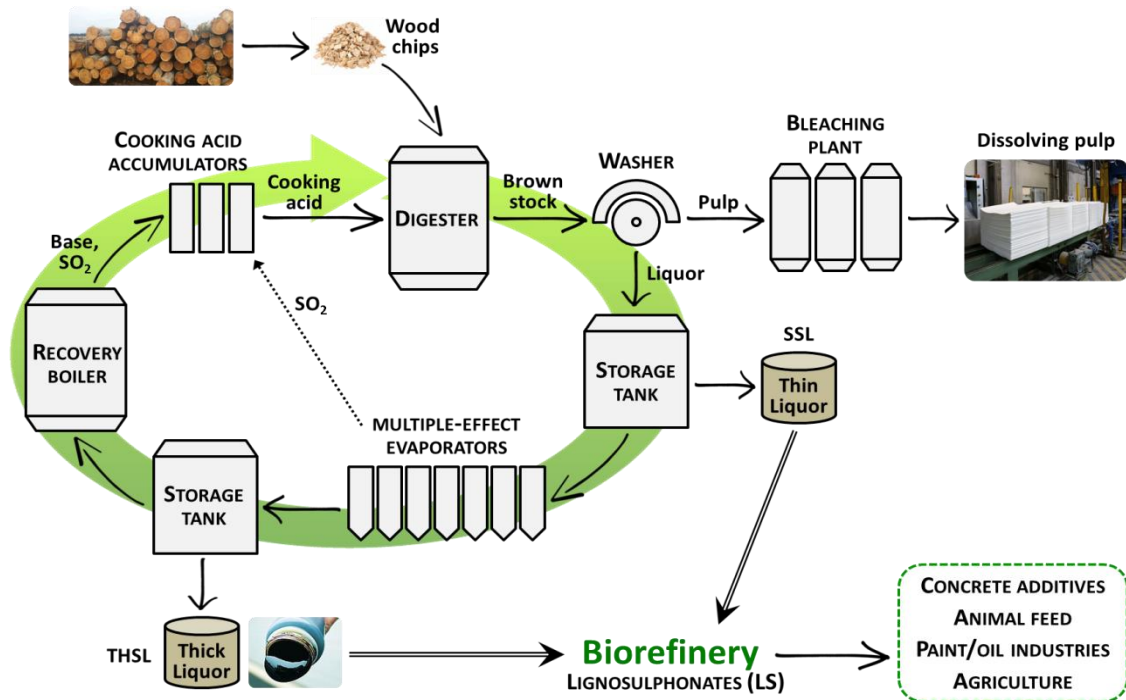 Wood
chips
COOKING ACID
ACCUMULATORS
Cooking
acid
DIGESTER
Brown
stock
WASHER
Pulp
BLEACHING
PLANT
Dissolving pulp
Base,
SO₂
Liquor
SO₂
RECOVERY
BOILER
STORAGE
TANK
SSL
Thin
Liquor
MULTIPLE-EFFECT
EVAPORATORS
STORAGE
TANK
THSL
Thick
Liquor
Biorefinery
LIGNOSULPHONATES (LS)
CONCRETE ADDITIVES
ANIMAL FEED
PAINT/OIL INDUSTRIES
AGRICULTURE